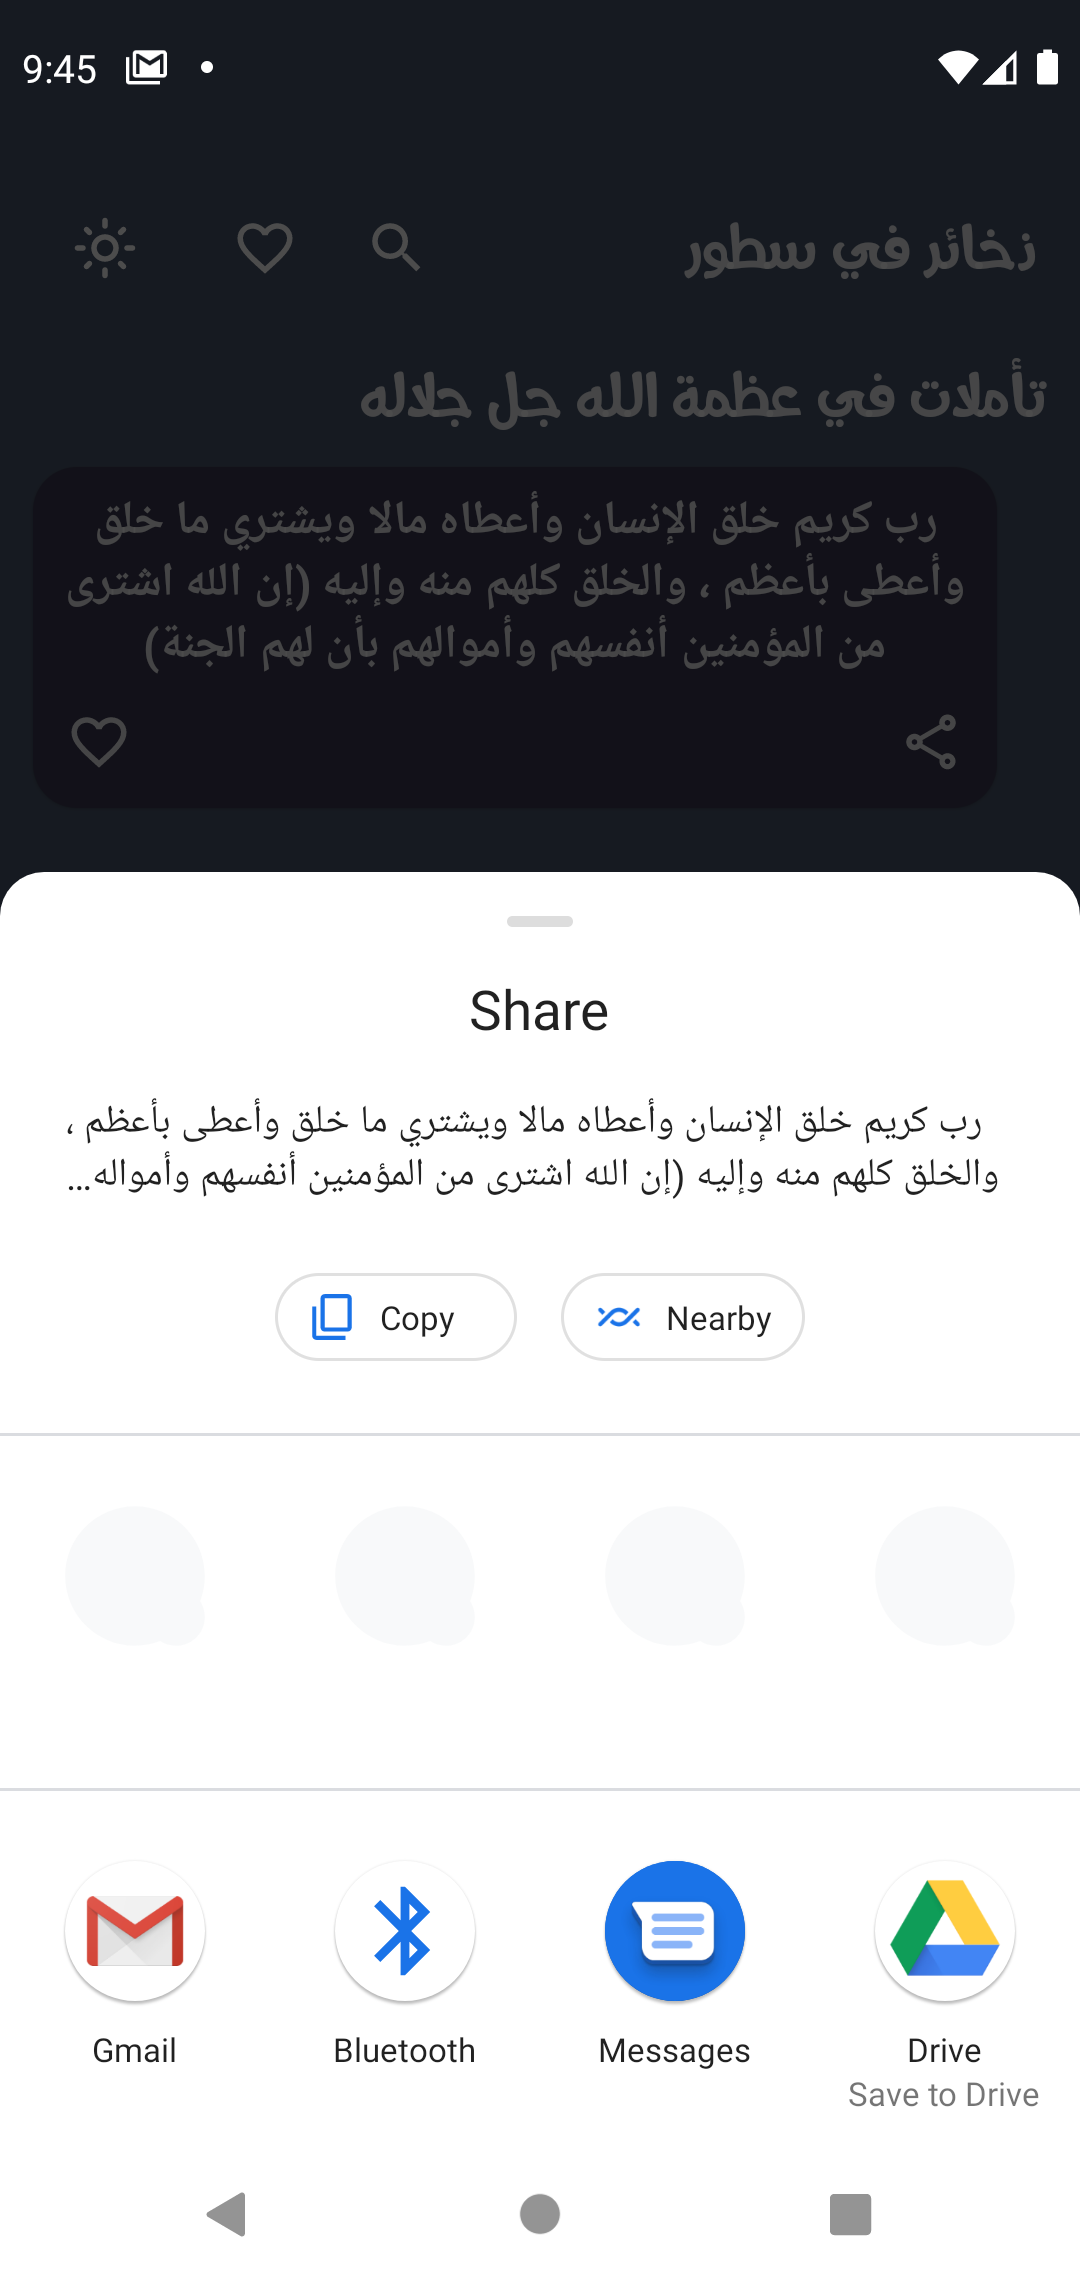 9:45
ذخائر في سطور
تأملات في عظمة الله جل جلاله
رب كريم خلق الإنسان وأعطاه مالا ويشتري ما خلق
وأعطى بأعظم ، والخلق كلهم منه وإليه (إن الله اشترى
من المؤمنين أنفسهم وأموالهم بأن لهم الجنة)
Share
رب كريم خلق الإنسان وأعطاه مالا ويشتري ما خلق وأعطى بأعظم ،
والخلق كلهم منه وإليه (إن الله اشترى من المؤمنين أنفسهم وأمواله...
Copy
Nearby
Gmail
Bluetooth
Messages
Drive
Save to Drive